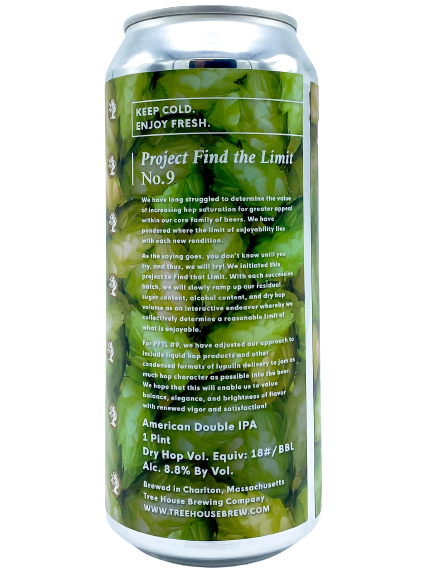 KEEP COLD.
ENJOY FRESH.
Project Find the Limit
No.9
We have long struggled to determine the value
of increasing hop saturation for greater appeal
within our core family of beers. We have
pondered where the limit of enjoyability lies
with each new rendition.
As the saying goes, you don't know until you
try, and thus, we will try! We initiated this
project to Find that Limit. With each successive
batch, we will slowly ramp up our residual
sugar content, alcohol content, and dry hop
volume as an interactive endeavor whereby we
collectively determine a reasonable limit of
what is enjoyable.
For PFTL #9, we have adjusted our approach to
include liquid hop products and other
condensed formats of lupulin delivery to jam as
much hop character as possible into the beer.
We hope that this will enable us to value
balance, elegance, and brightness of flavor
with renewed vigor and satisfaction!
American Double IPA
1 Pint
Dry Hop Vol. Equiv: 18#/BBL
Alc. 8.8% By Vol.
Brewed in Charlton, Massachusetts
Tree House Brewing Company
WWW.TREEHOUSEBREW.COM